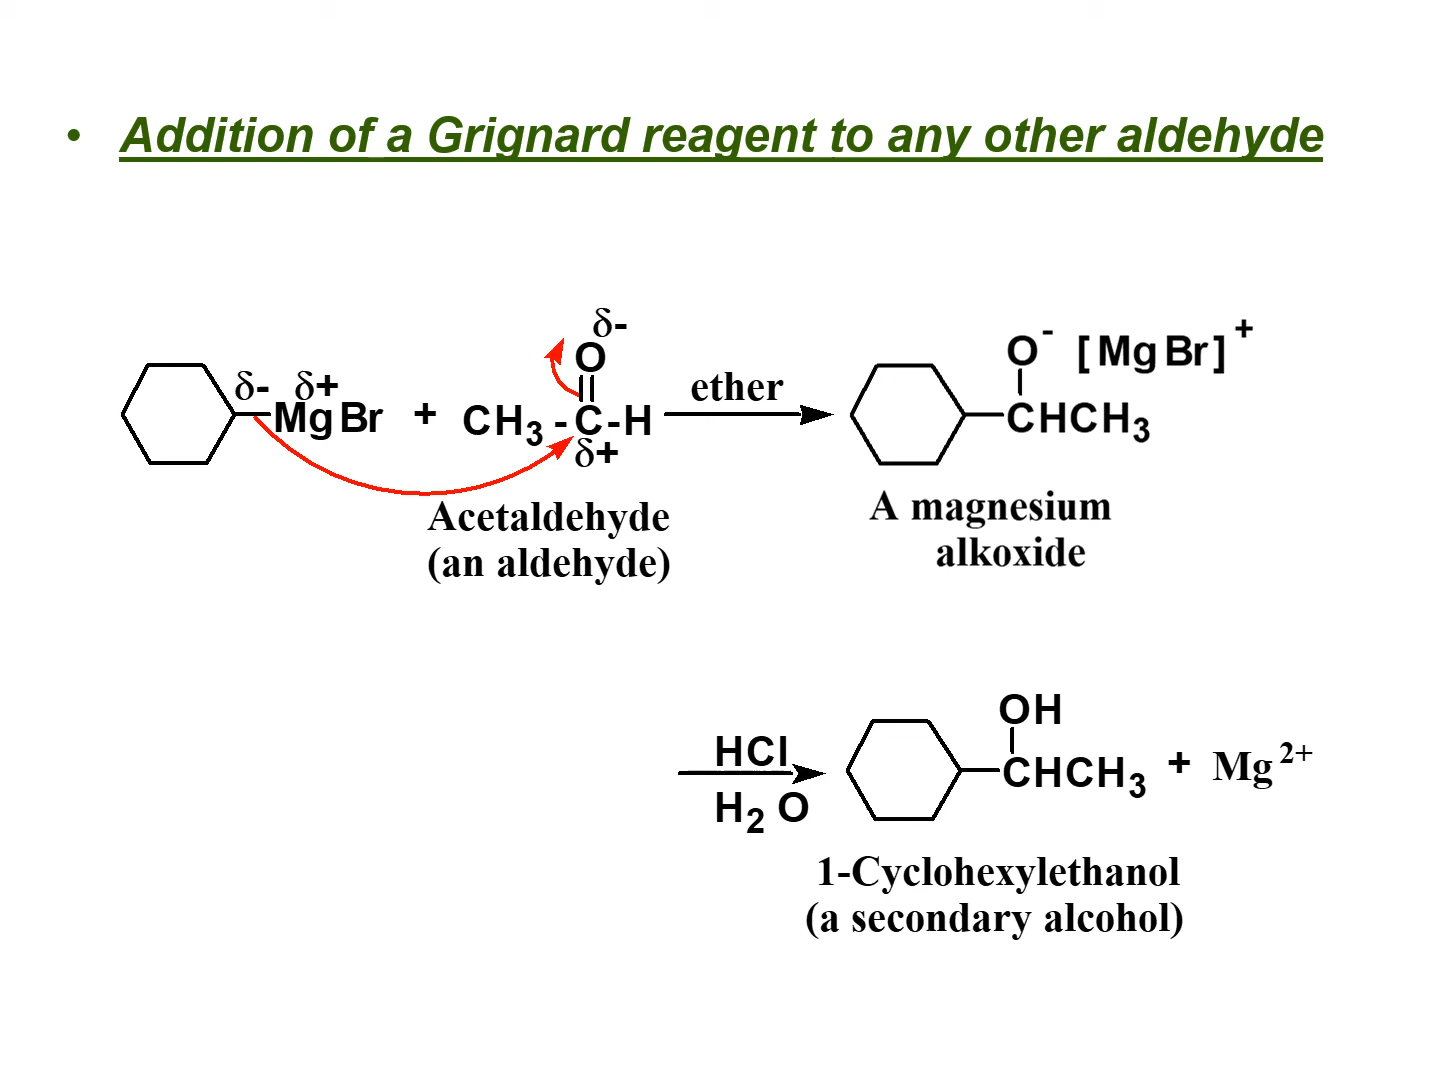 • Addition of a Grignard reagent to any other aldehyde
δ- δ+ MgBr + CH3-C-H O δ- δ+
ether
O- [MgBr]+
CHCH3
Acetaldehyde
(an aldehyde)
A magnesium
alkoxide
HCl
H2O
OH
CHCH3 + Mg2+
1-Cyclohexylethanol
(a secondary alcohol)